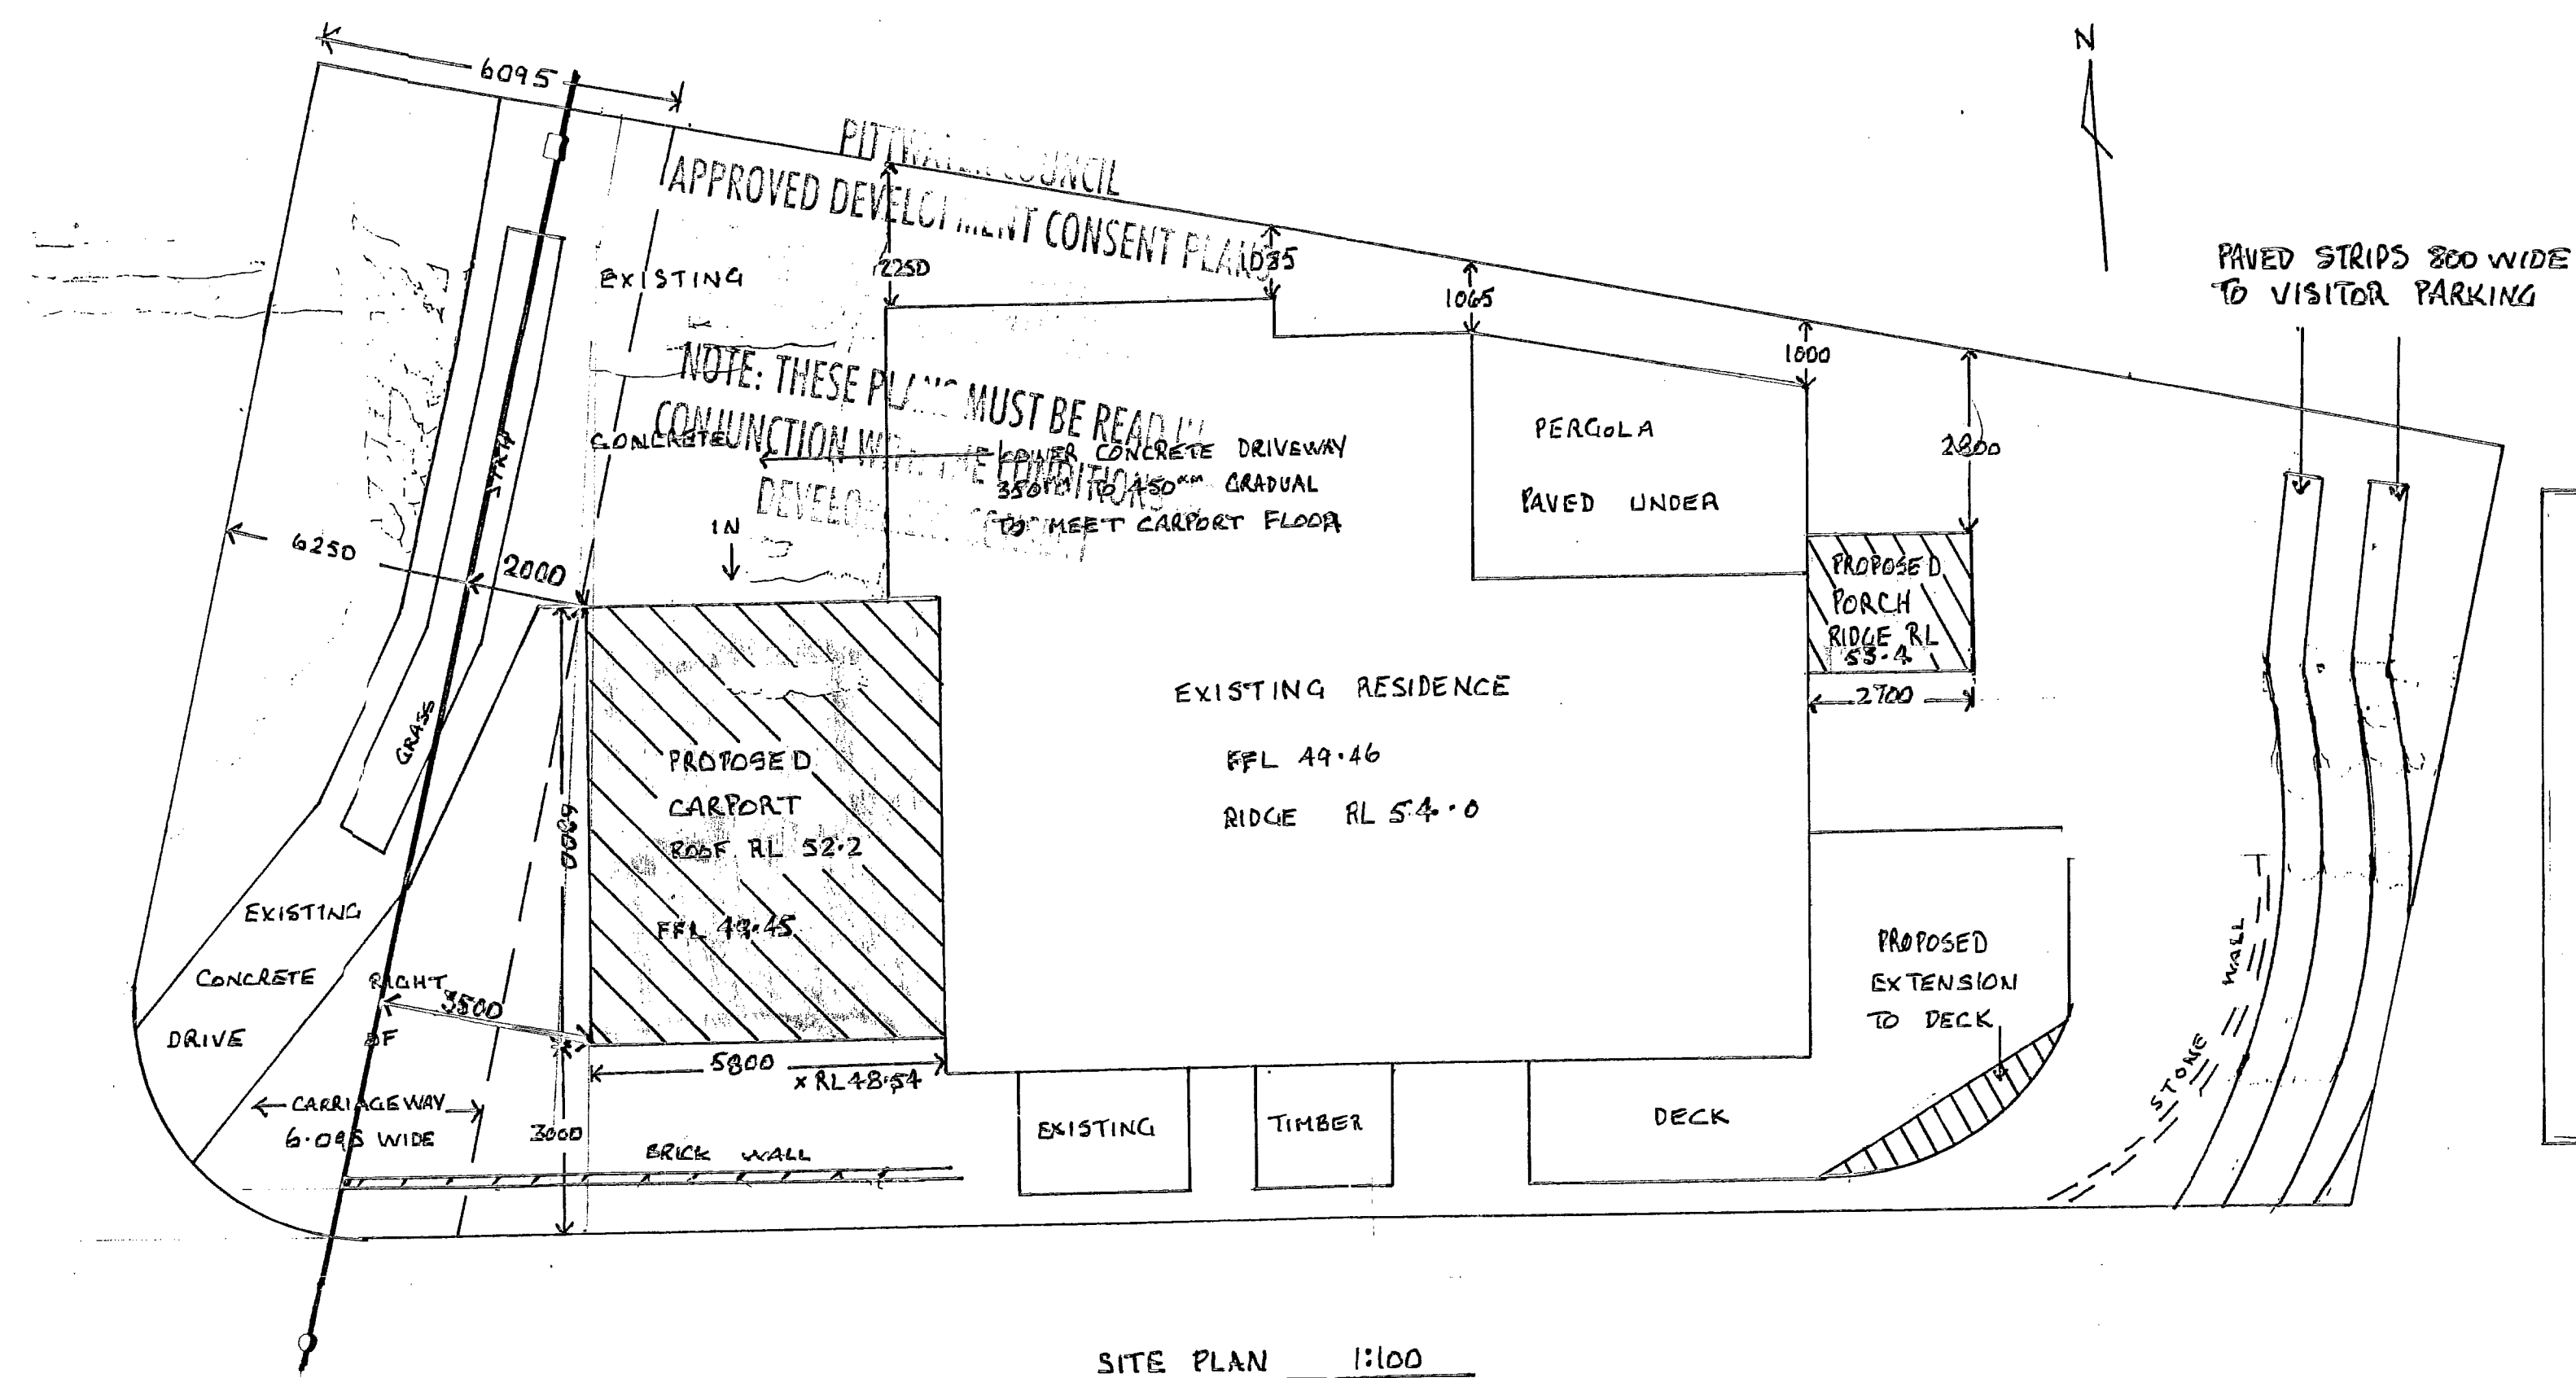 6095
N
PITTWATER COUNCIL
APPROVED DEVELOPMENT CONSENT PLANS
PAVED STRIPS 800 WIDE
TO VISITOR PARKING
EXISTING
2250
1065
1000
2800
NOTE: THESE PLANS MUST BE READ IN
CONJUNCTION WITH THE CONDITIONS
CONCRETE
LOWER CONCRETE DRIVEWAY
350mm TO 450mm GRADUAL
TO MEET CARPORT FLOOR
STRIP
PERGOLA
PAVED UNDER
IN
6250
2000
PROPOSED
PORCH
RIDGE RL
53.4
2700
EXISTING RESIDENCE
FFL 49.46
RIDGE RL 54.0
GRASS
PROPOSED
CARPORT
ROOF RL 52.2
FFL 49.45
6800
EXISTING
CONCRETE
DRIVE
RIGHT
OF
CARRIAGEWAY
6.095 WIDE
3500
5800
x RL 48.54
3000
BRICK WALL
EXISTING
TIMBER
DECK
PROPOSED
EXTENSION
TO DECK
STONE WALL
SITE PLAN 1:100